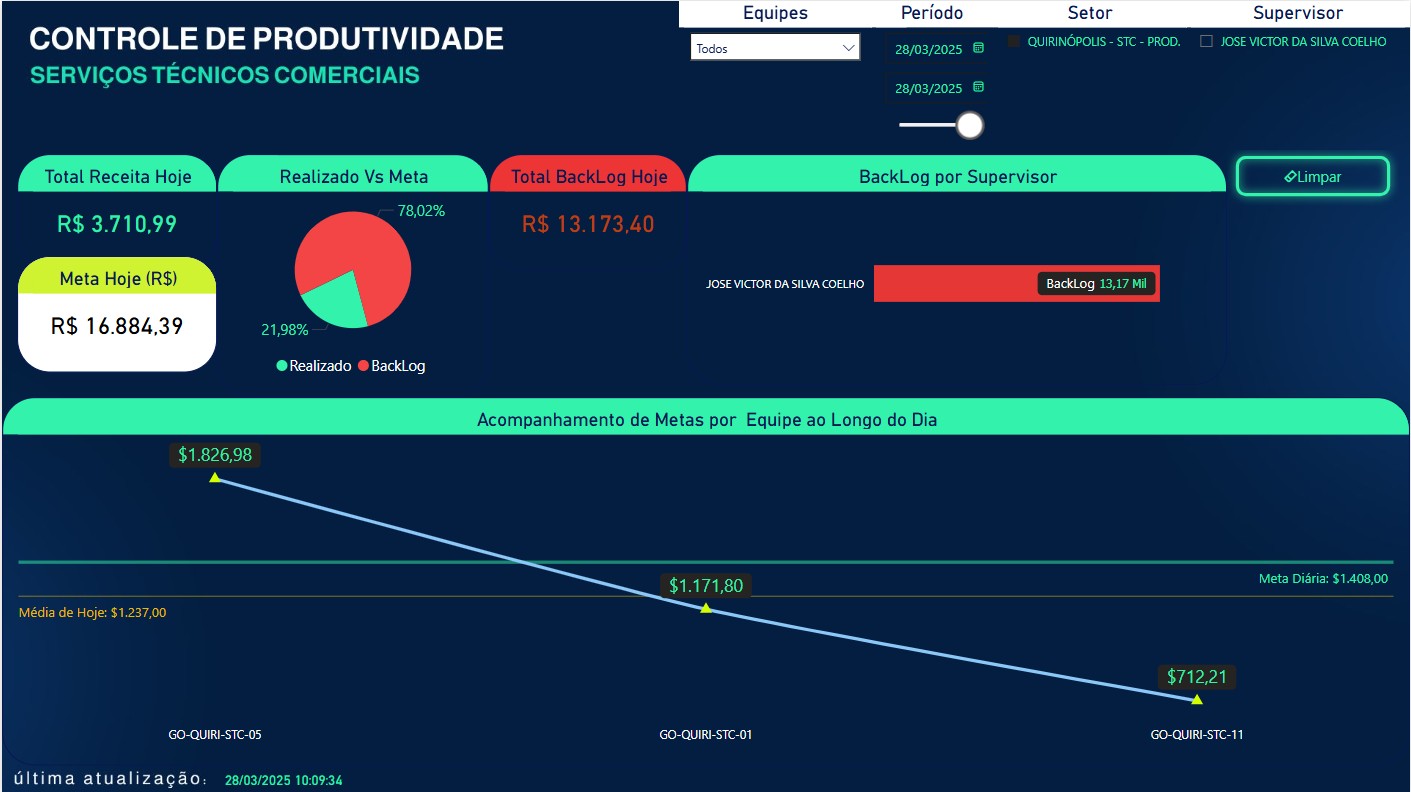 CONTROLE DE PRODUTIVIDADE
SERVIÇOS TÉCNICOS COMERCIAIS
Equipes
Todos
Período
28/03/2025
28/03/2025
Setor
QUIRINÓPOLIS - STC - PROD.
Supervisor
JOSE VICTOR DA SILVA COELHO
Total Receita Hoje
R$ 3.710,99
Meta Hoje (R$)
R$ 16.884,39
Realizado Vs Meta
78,02%
21,98%
Realizado BackLog
Total BackLog Hoje
R$ 13.173,40
BackLog por Supervisor
JOSE VICTOR DA SILVA COELHO
BackLog 13,17 Mil
Limpar
Acompanhamento de Metas por  Equipe ao Longo do Dia
$1.826,98
$1.171,80
Meta Diária: $1.408,00
Média de Hoje: $1.237,00
$712,21
GO-QUIRI-STC-05
GO-QUIRI-STC-01
GO-QUIRI-STC-11
última atualização: 28/03/2025 10:09:34